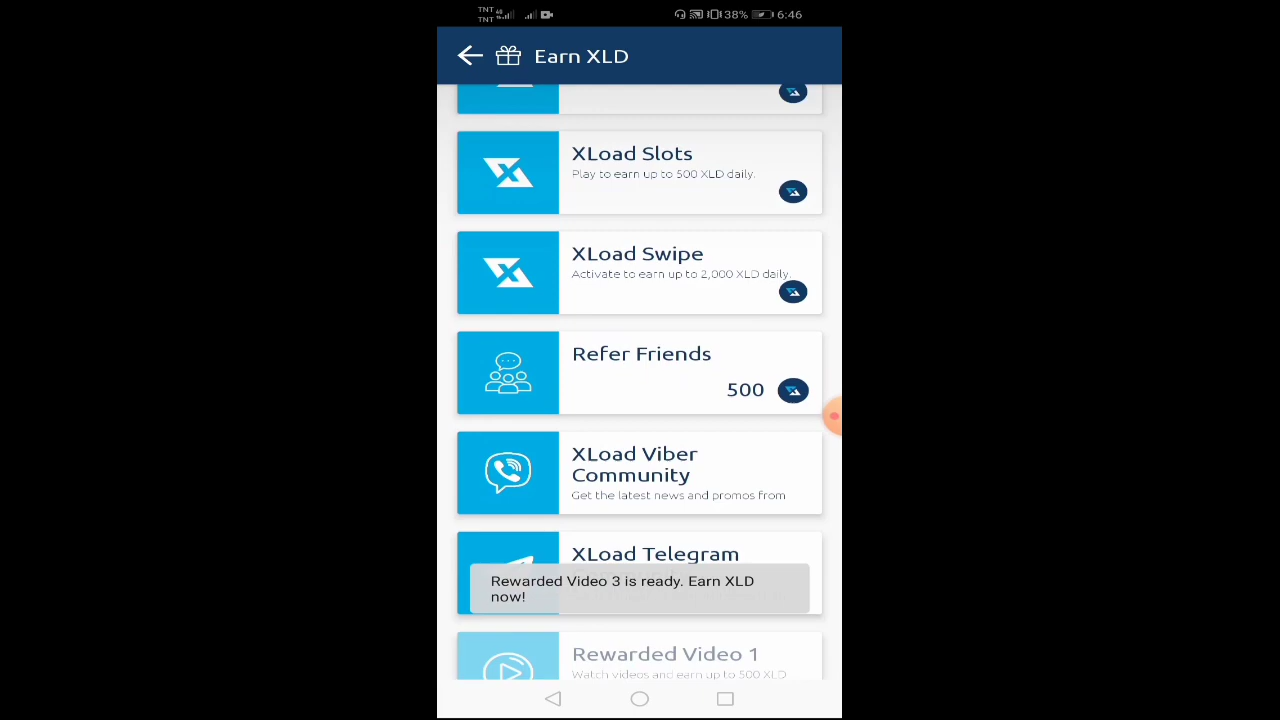 TNT 4G
TNT
38% 6:46
Earn XLD
XLoad Slots
Play to earn up to 500 XLD daily.
XLoad Swipe
Activate to earn up to 2,000 XLD daily.
Refer Friends
500
XLoad Viber
Community
Get the latest news and promos from
XLoad Telegram
Rewarded Video 3 is ready. Earn XLD
now!
Rewarded Video 1
Watch videos and earn up to 500 XLD